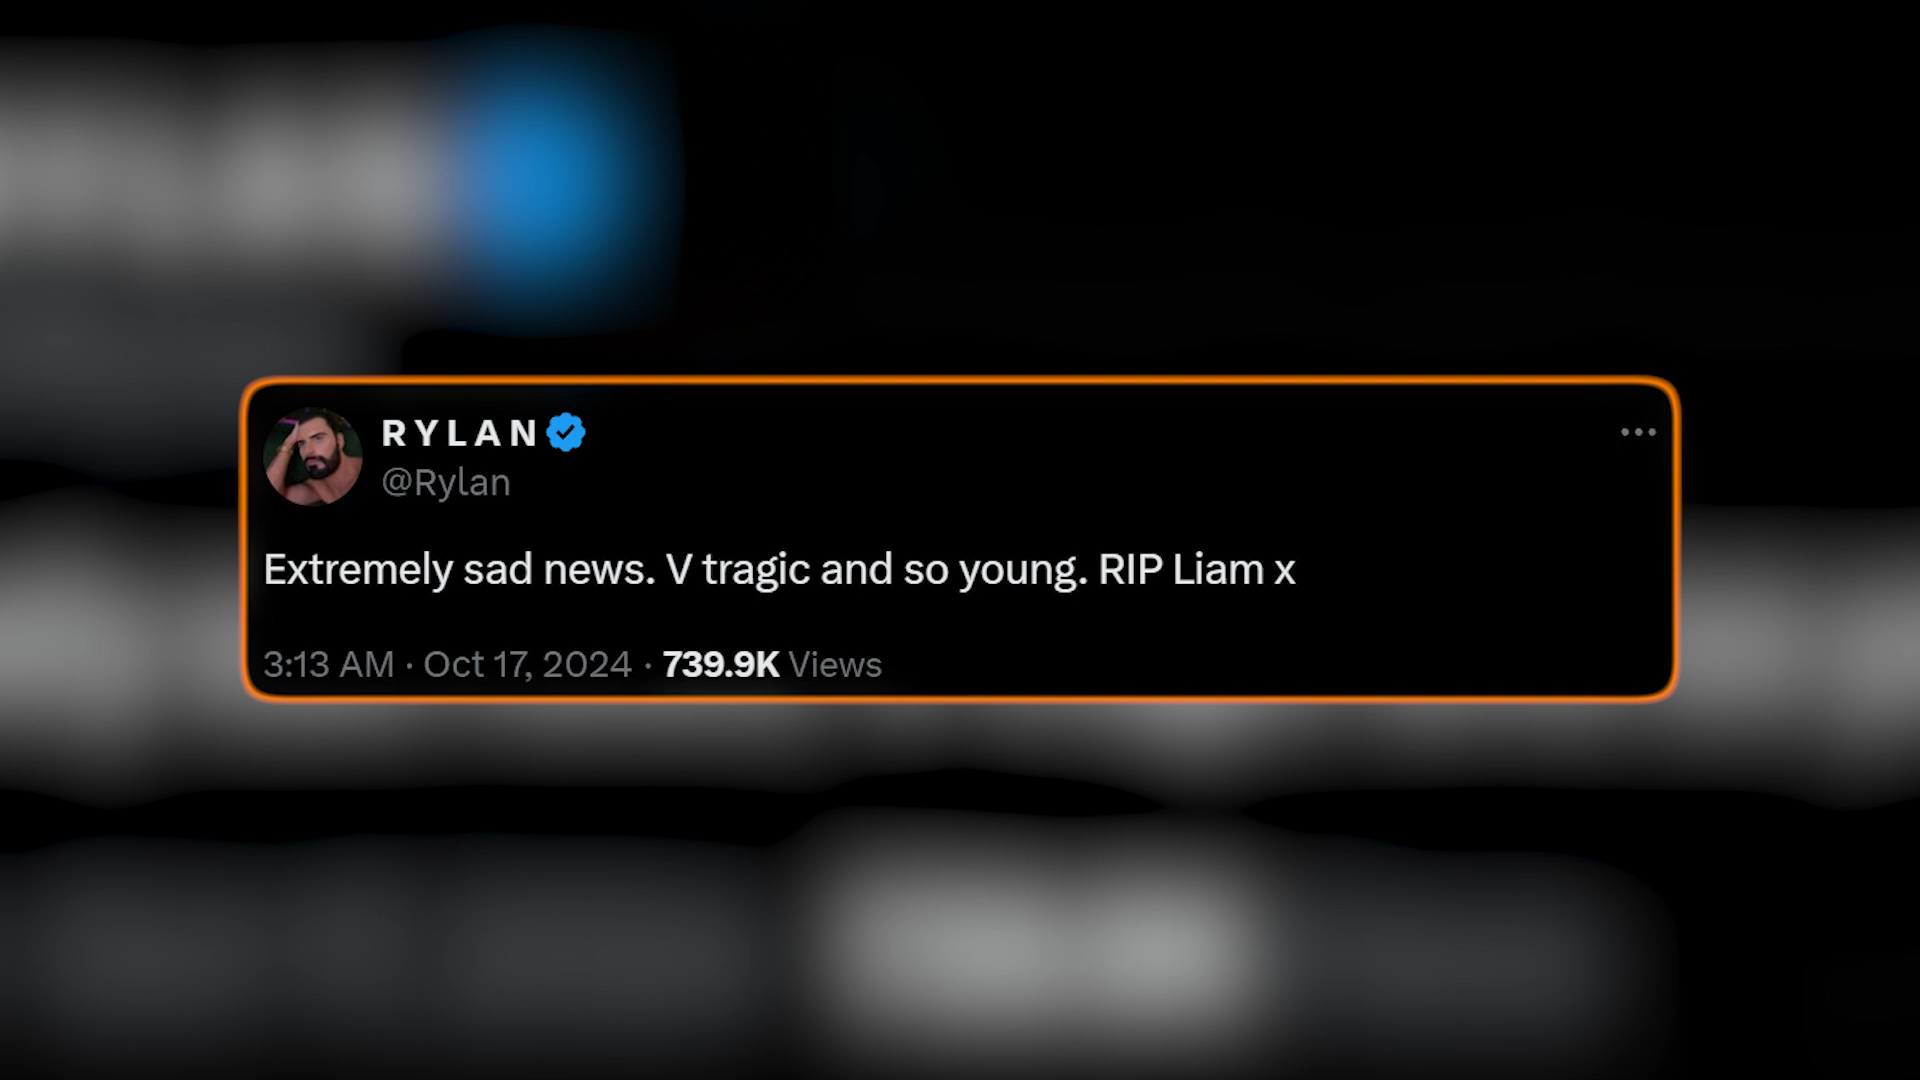 RYLAN
@Rylan
Extremely sad news. V tragic and so young. RIP Liam x
3:13 AM · Oct 17, 2024 · 739.9K Views